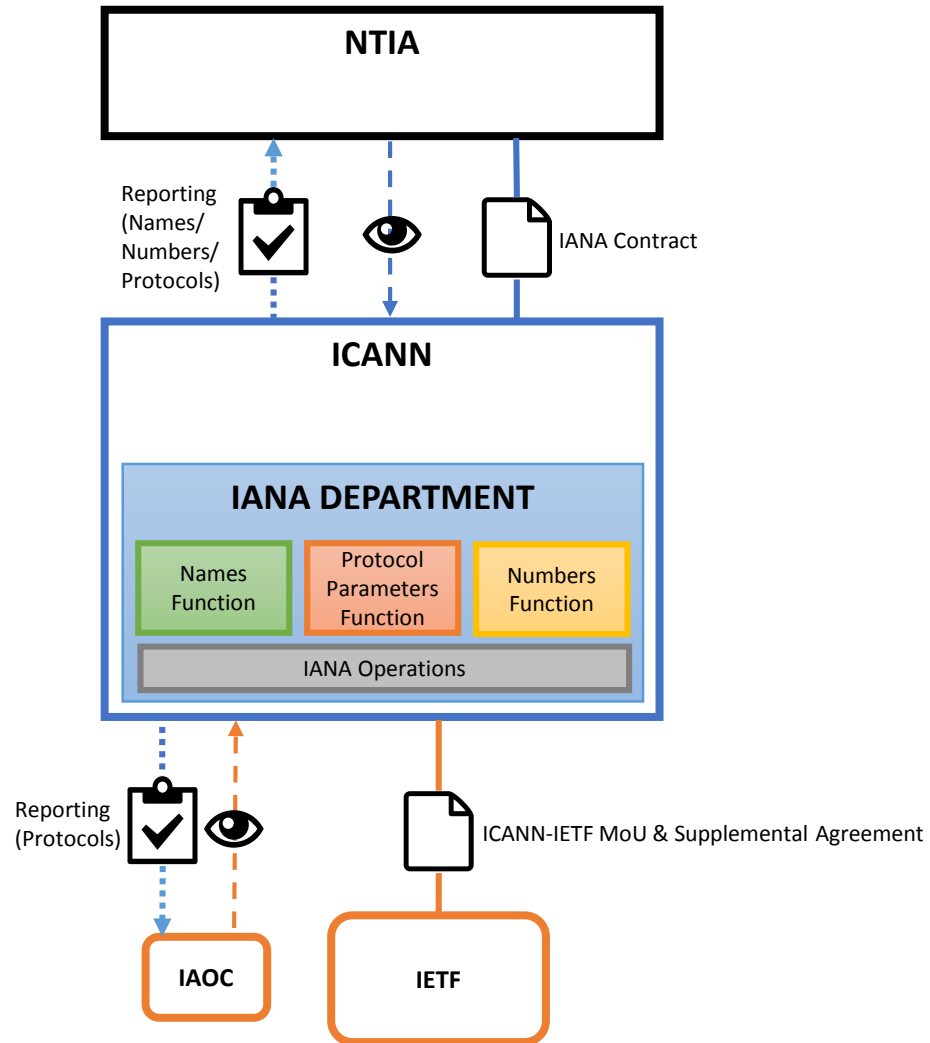 NTIA
Reporting
(Names/
Numbers/
Protocols)
IANA Contract
ICANN
IANA DEPARTMENT
Names
Function
Protocol
Parameters
Function
Numbers
Function
IANA Operations
Reporting
(Protocols)
ICANN-IETF MoU & Supplemental Agreement
IAOC
IETF